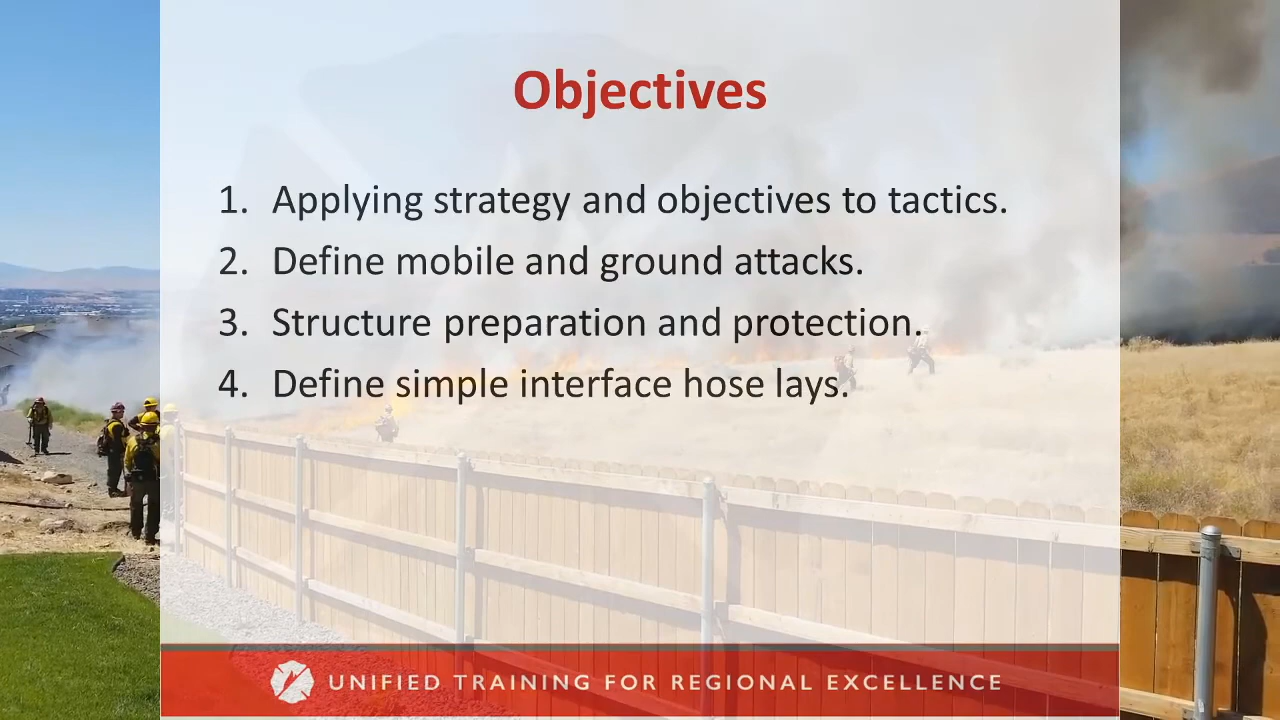 Objectives
1. Applying strategy and objectives to tactics.
2. Define mobile and ground attacks.
3. Structure preparation and protection.
4. Define simple interface hose lays.
UNIFIED TRAINING FOR REGIONAL EXCELLENCE